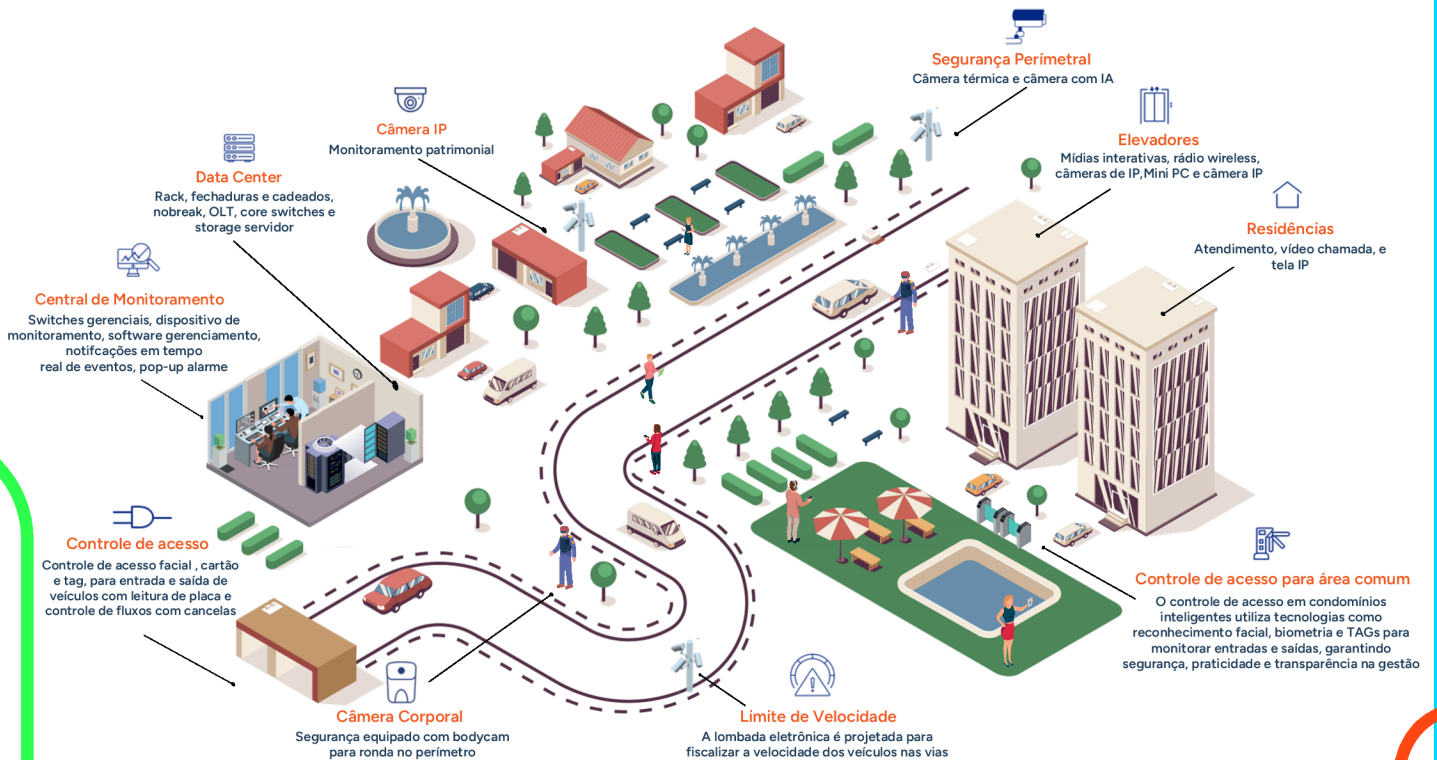 Segurança Perímetral
Câmera térmica e câmera com IA
Câmera IP
Monitoramento patrimonial
Elevadores
Mídias interativas, rádio wireless,
câmeras de IP,Mini PC e câmera IP
Data Center
Rack, fechaduras e cadeados,
nobreak, OLT, core switches e
storage servidor
Residências
Atendimento, vídeo chamada, e
tela IP
Central de Monitoramento
Switches gerenciais, dispositivo de
monitoramento, software gerenciamento,
notifcações em tempo
real de eventos, pop-up alarme
Controle de acesso
Controle de acesso facial , cartão
e tag, para entrada e saída de
veículos com leitura de placa e
controle de fluxos com cancelas
Controle de acesso para área comum
O controle de acesso em condomínios
inteligentes utiliza tecnologias como
reconhecimento facial, biometria e TAGs para
monitorar entradas e saídas, garantindo
segurança, praticidade e transparência na gestão
Câmera Corporal
Segurança equipado com bodycam
para ronda no perímetro
Limite de Velocidade
A lombada eletrônica é projetada para
fiscalizar a velocidade dos veículos nas vias